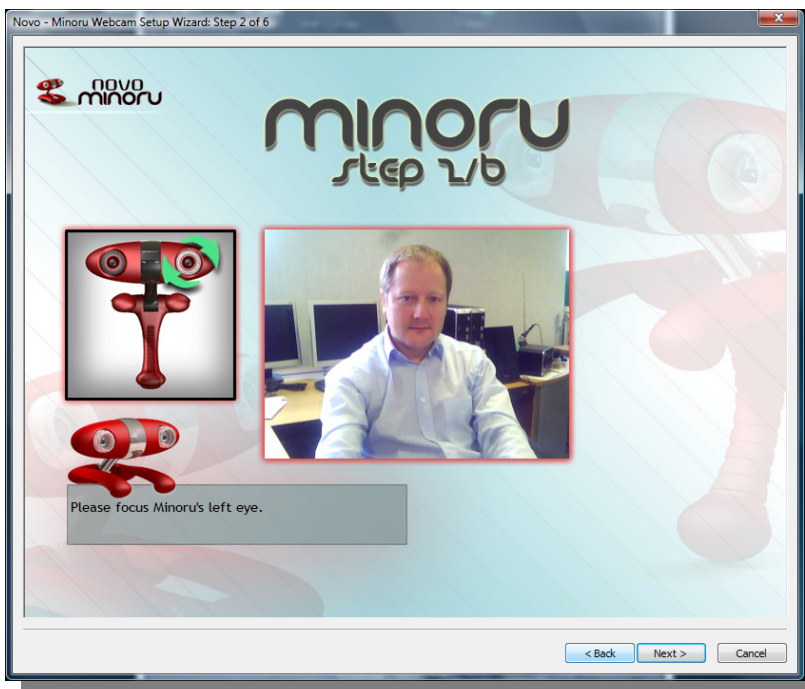 Novo - Minoru Webcam Setup Wizard: Step 2 of 6
novo
minoru
minoru
step 2/6
Please focus Minoru's left eye.
< Back
Next >
Cancel